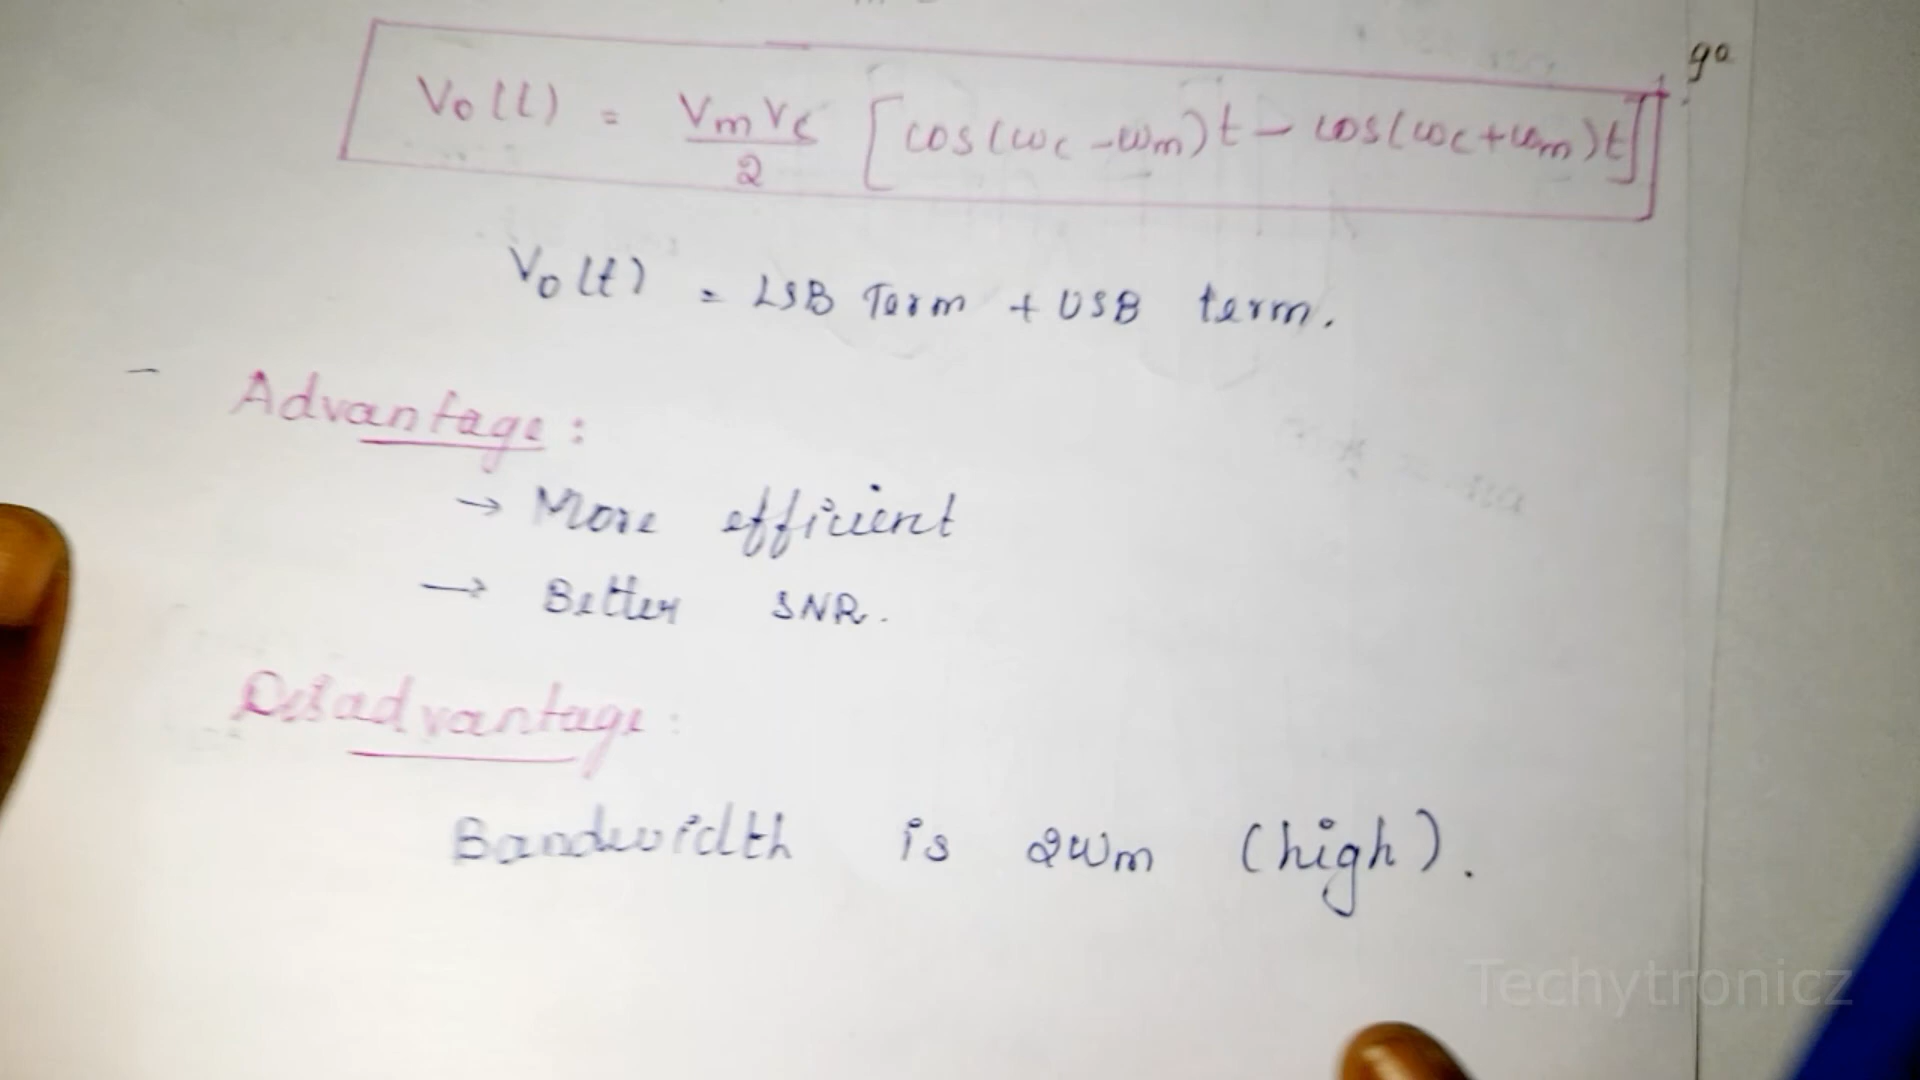 go
Vo(t) = VmVc/2 [cos(ωc-ωm)t - cos(ωc+ωm)t]
Vo(t) = LSB Term + USB term.
- Advantage:
→ More efficient
→ Better SNR.
Disadvantage:
Bandwidth is 2ωm (high).
Techytronicz